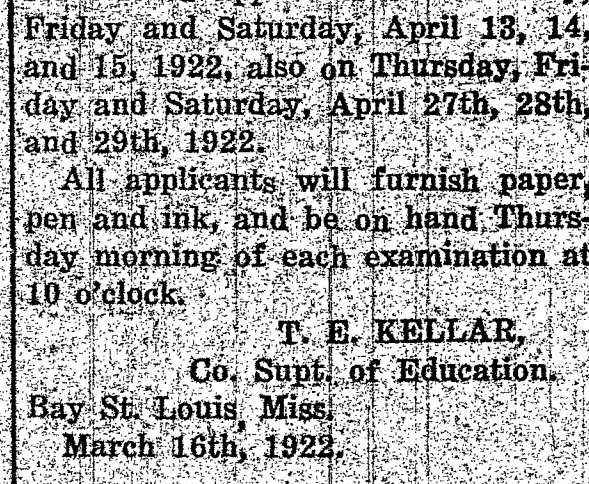 Friday and Saturday, April 13, 14,
and 15, 1922, also on Thursday, Fri-
day and Saturday, April 27th, 28th,
and 29th, 1922.
All applicants will furnish paper,
pen and ink, and be on hand Thurs-
day morning of each examination at
10 o'clock.
T. E. KELLAR,
Co. Supt. of Education.
Bay St. Louis, Miss.
March 16th, 1922.